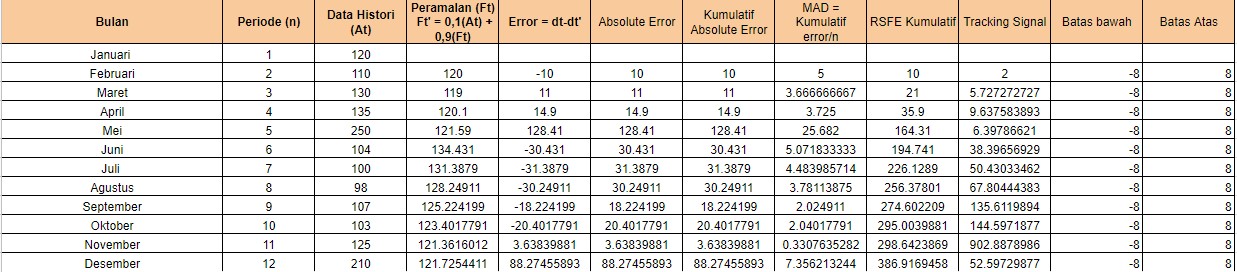 Bulan Periode (n) Data Histori (At) Peramalan (Ft) Ft' = 0,1(At) + 0,9(Ft) Error = dt-dt' Absolute Error Kumulatif Absolute Error MAD = Kumulatif error/n RSFE Kumulatif Tracking Signal Batas bawah Batas Atas
Januari 1 120
Februari 2 110 120 -10 10 10 5 10 2 -8 8
Maret 3 130 119 11 11 11 3.666666667 21 5.727272727 -8 8
April 4 135 120.1 14.9 14.9 14.9 3.725 35.9 9.637583893 -8 8
Mei 5 250 121.59 128.41 128.41 128.41 25.682 164.31 6.39786621 -8 8
Juni 6 104 134.431 -30.431 30.431 30.431 5.071833333 194.741 38.39656929 -8 8
Juli 7 100 131.3879 -31.3879 31.3879 31.3879 4.483985714 226.1289 50.43033462 -8 8
Agustus 8 98 128.24911 -30.24911 30.24911 30.24911 3.78113875 256.37801 67.80444383 -8 8
September 9 107 125.224199 -18.224199 18.224199 18.224199 2.024911 274.602209 135.6119894 -8 8
Oktober 10 103 123.4017791 -20.4017791 20.4017791 20.4017791 2.04017791 295.0039881 144.5971877 -8 8
November 11 125 121.3616012 3.63839881 3.63839881 3.63839881 0.3307635282 298.6423869 902.8878986 -8 8
Desember 12 210 121.7254411 88.27455893 88.27455893 88.27455893 7.356213244 386.9169458 52.59729877 -8 8